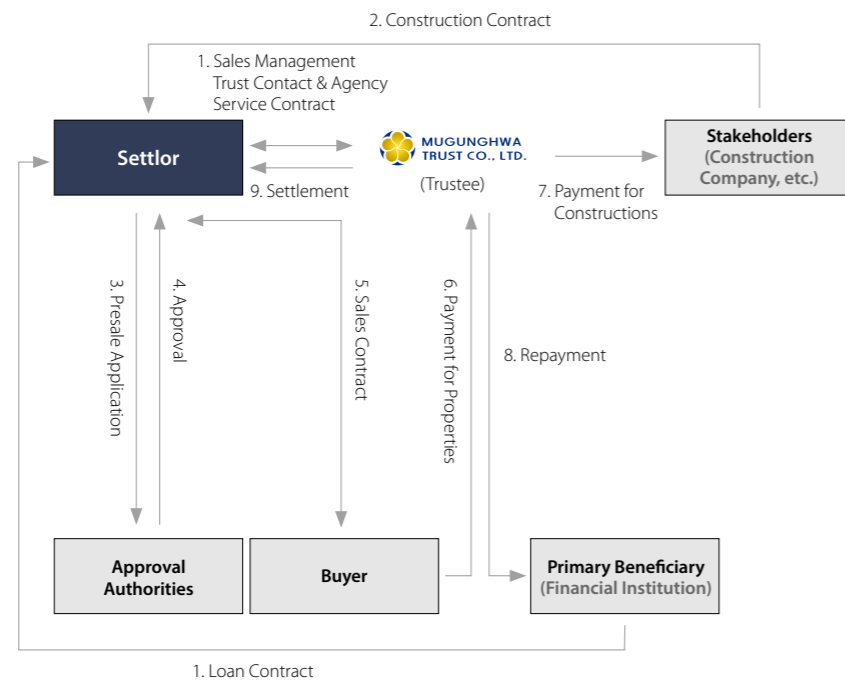 2. Construction Contract
1. Sales Management
Trust Contact & Agency
Service Contract
Settlor
MUGUNGHWA
TRUST CO., LTD.
(Trustee)
Stakeholders
(Construction
Company, etc.)
9. Settlement
7. Payment for
Constructions
3. Presale Application
4. Approval
5. Sales Contract
6. Payment for Properties
8. Repayment
Approval
Authorities
Buyer
Primary Beneficiary
(Financial Institution)
1. Loan Contract